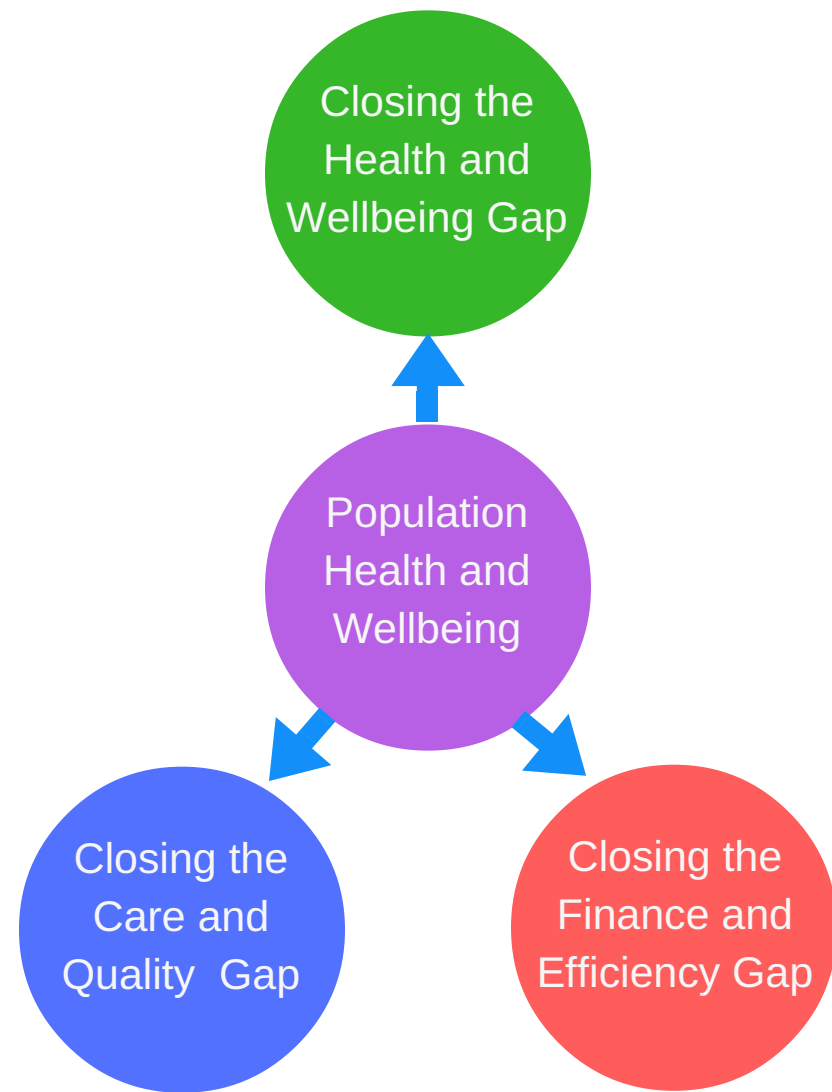 Closing the
Health and
Wellbeing Gap
Population
Health and
Wellbeing
Closing the
Care and
Quality  Gap
Closing the
Finance and
Efficiency Gap